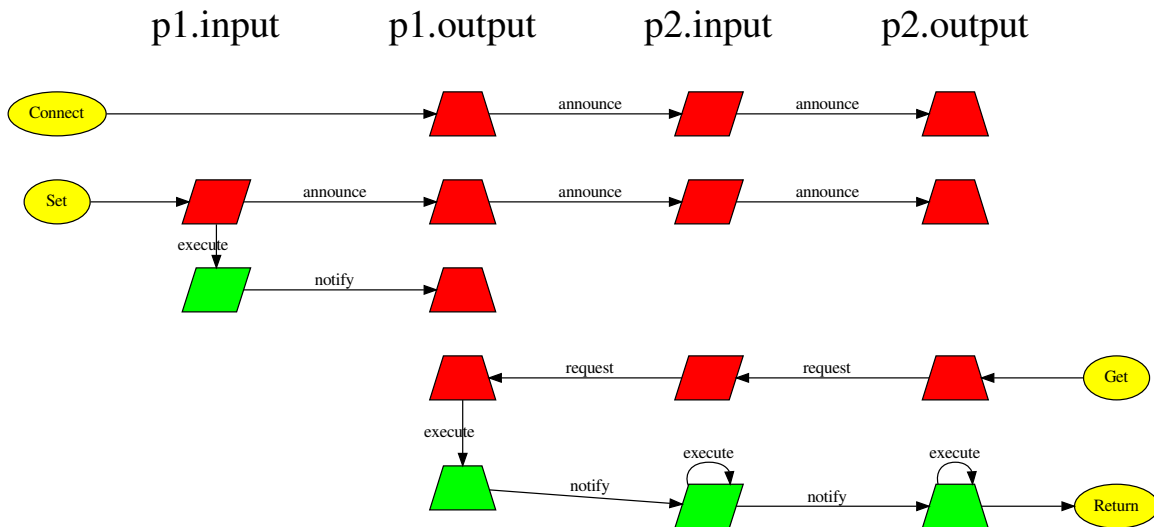 p1.input p1.output p2.input p2.output
Connect announce announce
Set announce announce
execute
notify
request request Get
execute execute execute
notify notify Return